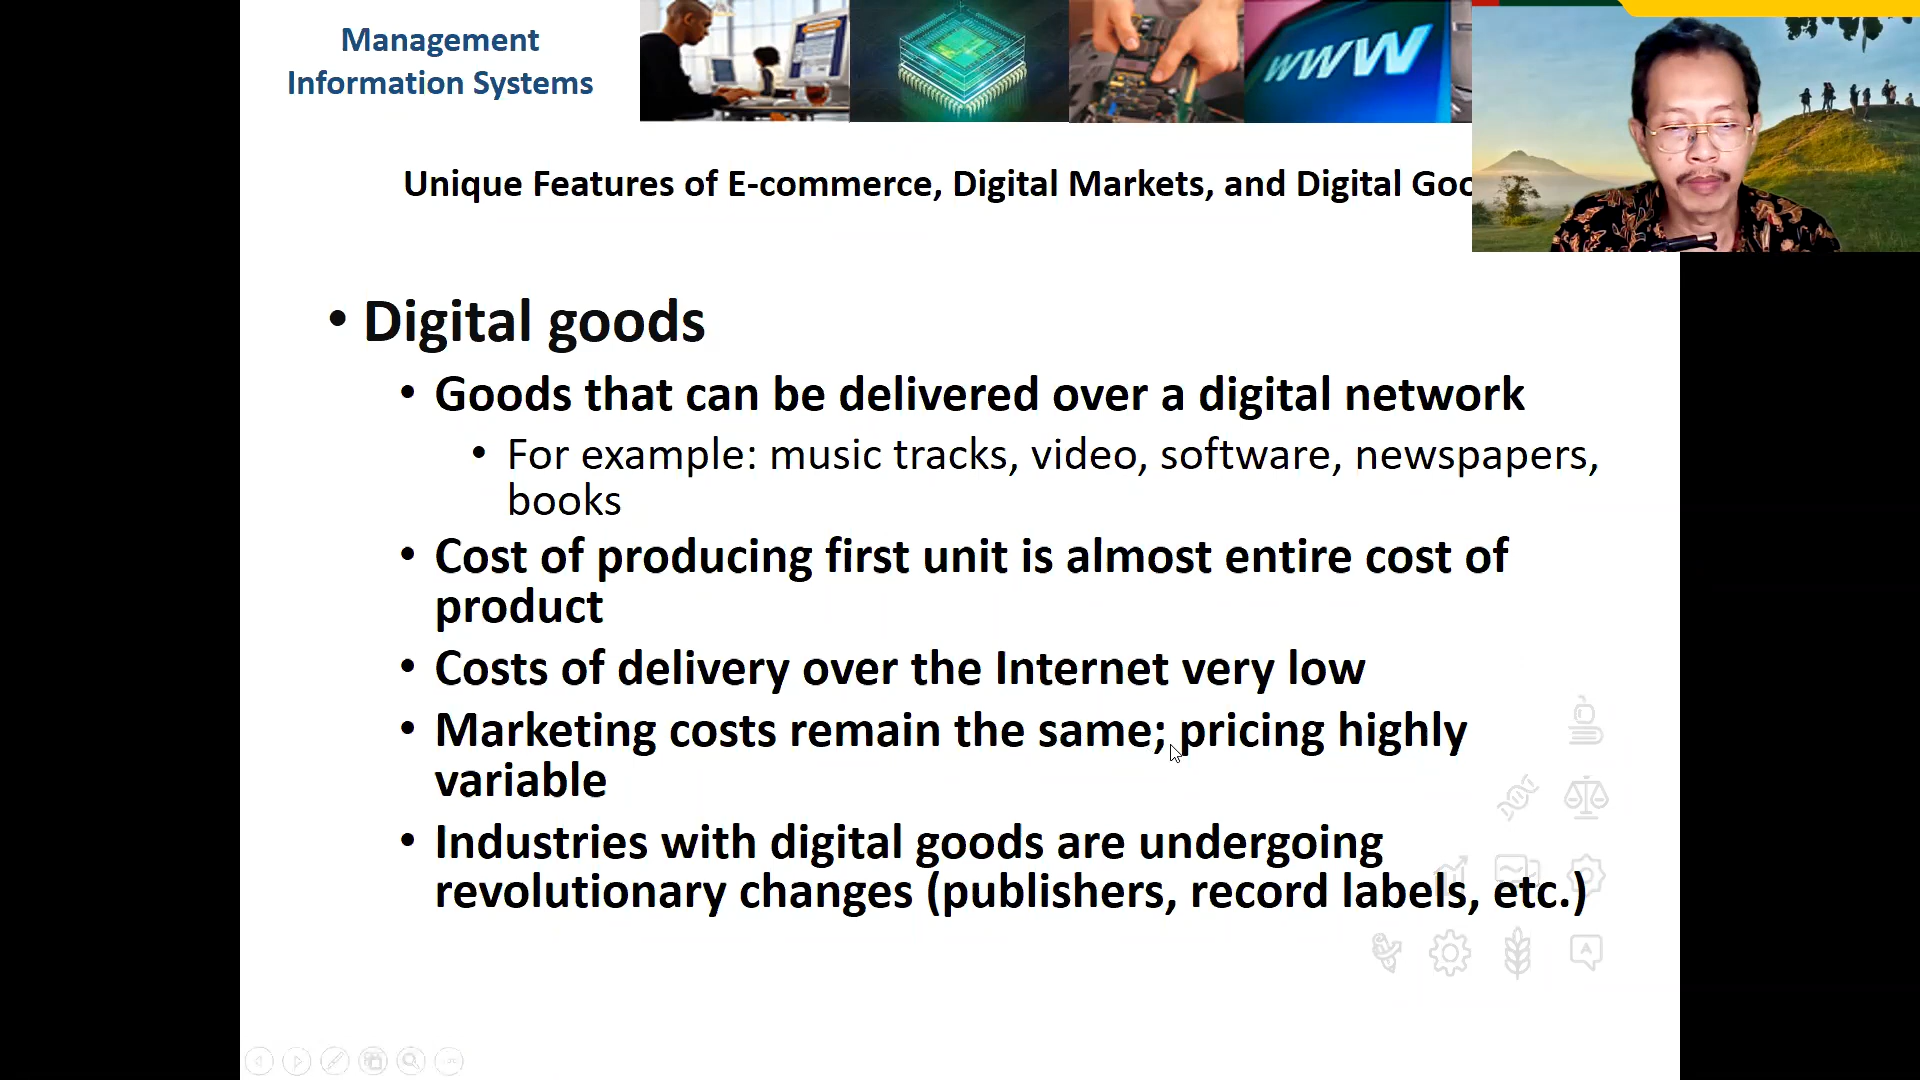 Management
Information Systems
www
Unique Features of E-commerce, Digital Markets, and Digital Goo
• Digital goods
• Goods that can be delivered over a digital network
• For example: music tracks, video, software, newspapers,
books
• Cost of producing first unit is almost entire cost of
product
• Costs of delivery over the Internet very low
• Marketing costs remain the same; pricing highly
variable
• Industries with digital goods are undergoing
revolutionary changes (publishers, record labels, etc.)
A